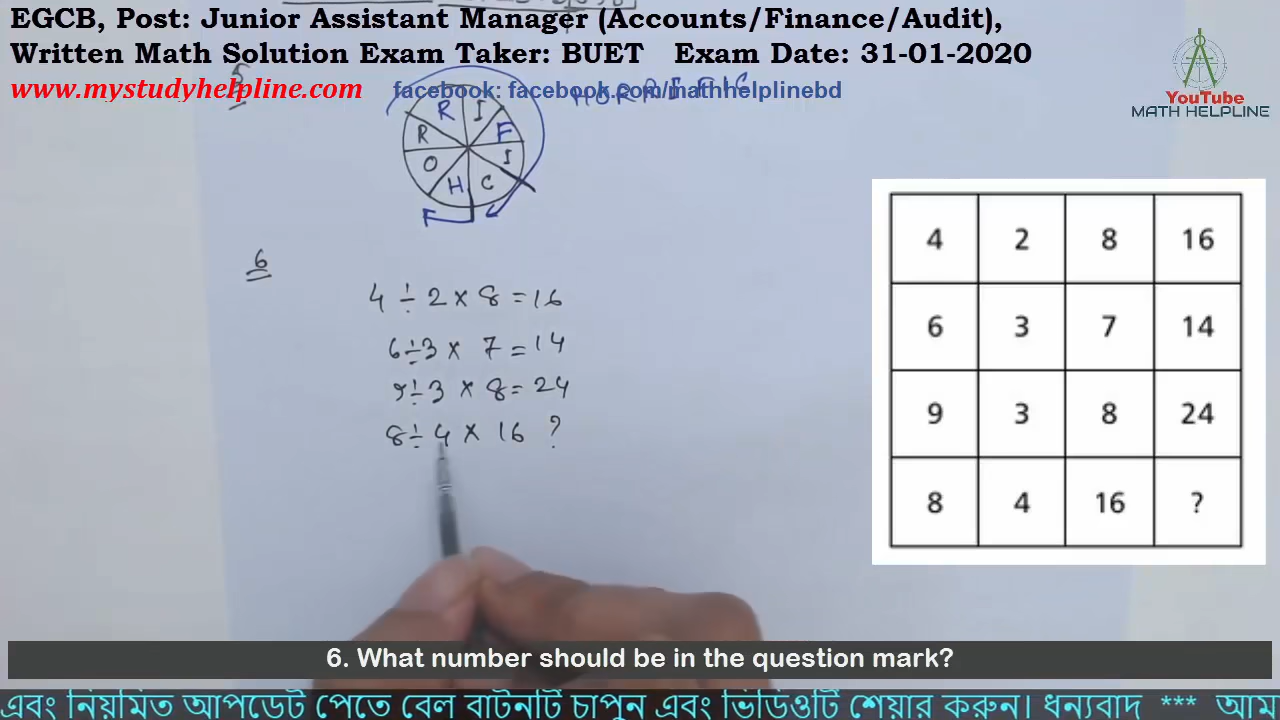 EGCB, Post: Junior Assistant Manager (Accounts/Finance/Audit),
Written Math Solution Exam Taker: BUET Exam Date: 31-01-2020
www.mystudyhelpline.com
facebook: facebook.com/mathhelplinebd
YouTube
MATH HELPLINE
5
R I
R F
O I
H C
6
4 ÷ 2 × 8 = 16
6 ÷ 3 × 7 = 14
9 ÷ 3 × 8 = 24
8 ÷ 4 × 16 ?
4 2 8 16
6 3 7 14
9 3 8 24
8 4 16 ?
6. What number should be in the question mark?
এবং নিয়মিত আপডেট পেতে বেল বাটনটি চাপুন এবং ভিডিওটি শেয়ার করুন। ধন্যবাদ *** আম